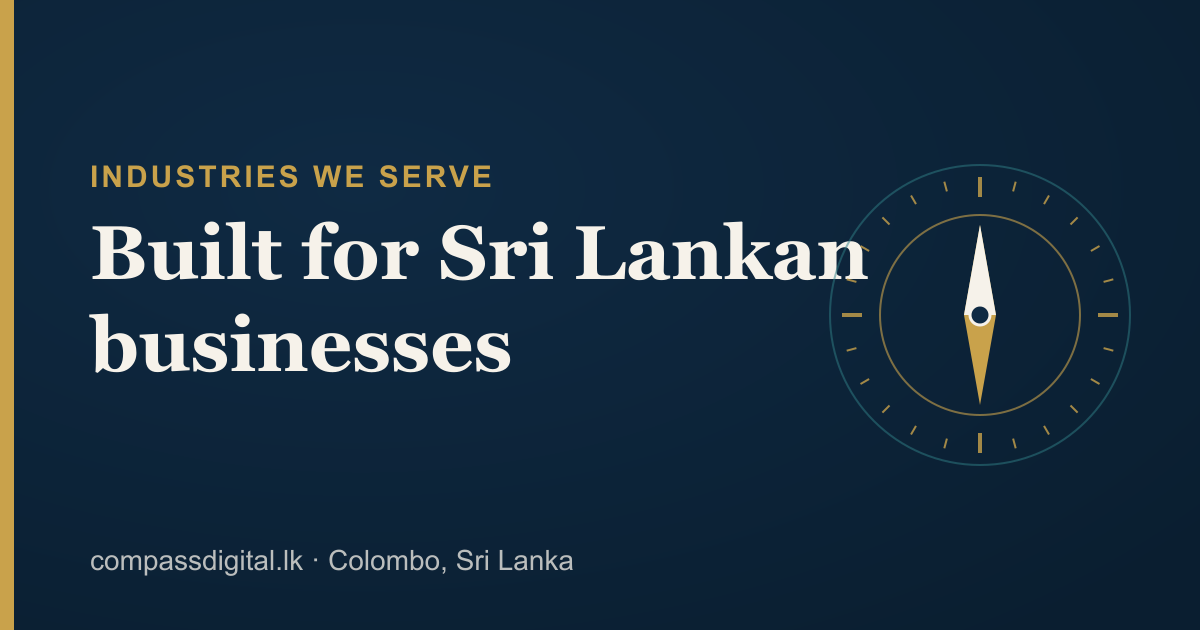 INDUSTRIES WE SERVE
Built for Sri Lankan
businesses
compassdigital.lk · Colombo, Sri Lanka